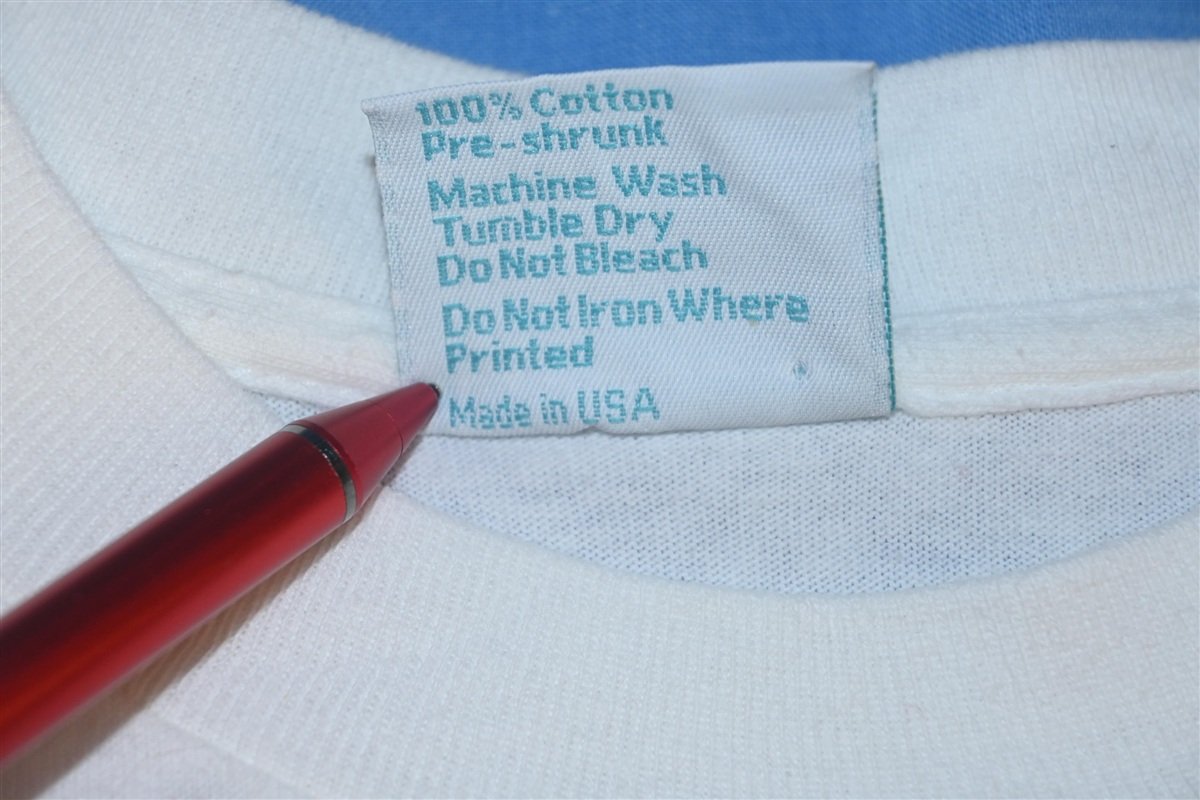 100% Cotton
Pre-shrunk
Machine Wash
Tumble Dry
Do Not Bleach
Do Not Iron Where
Printed
Made in USA